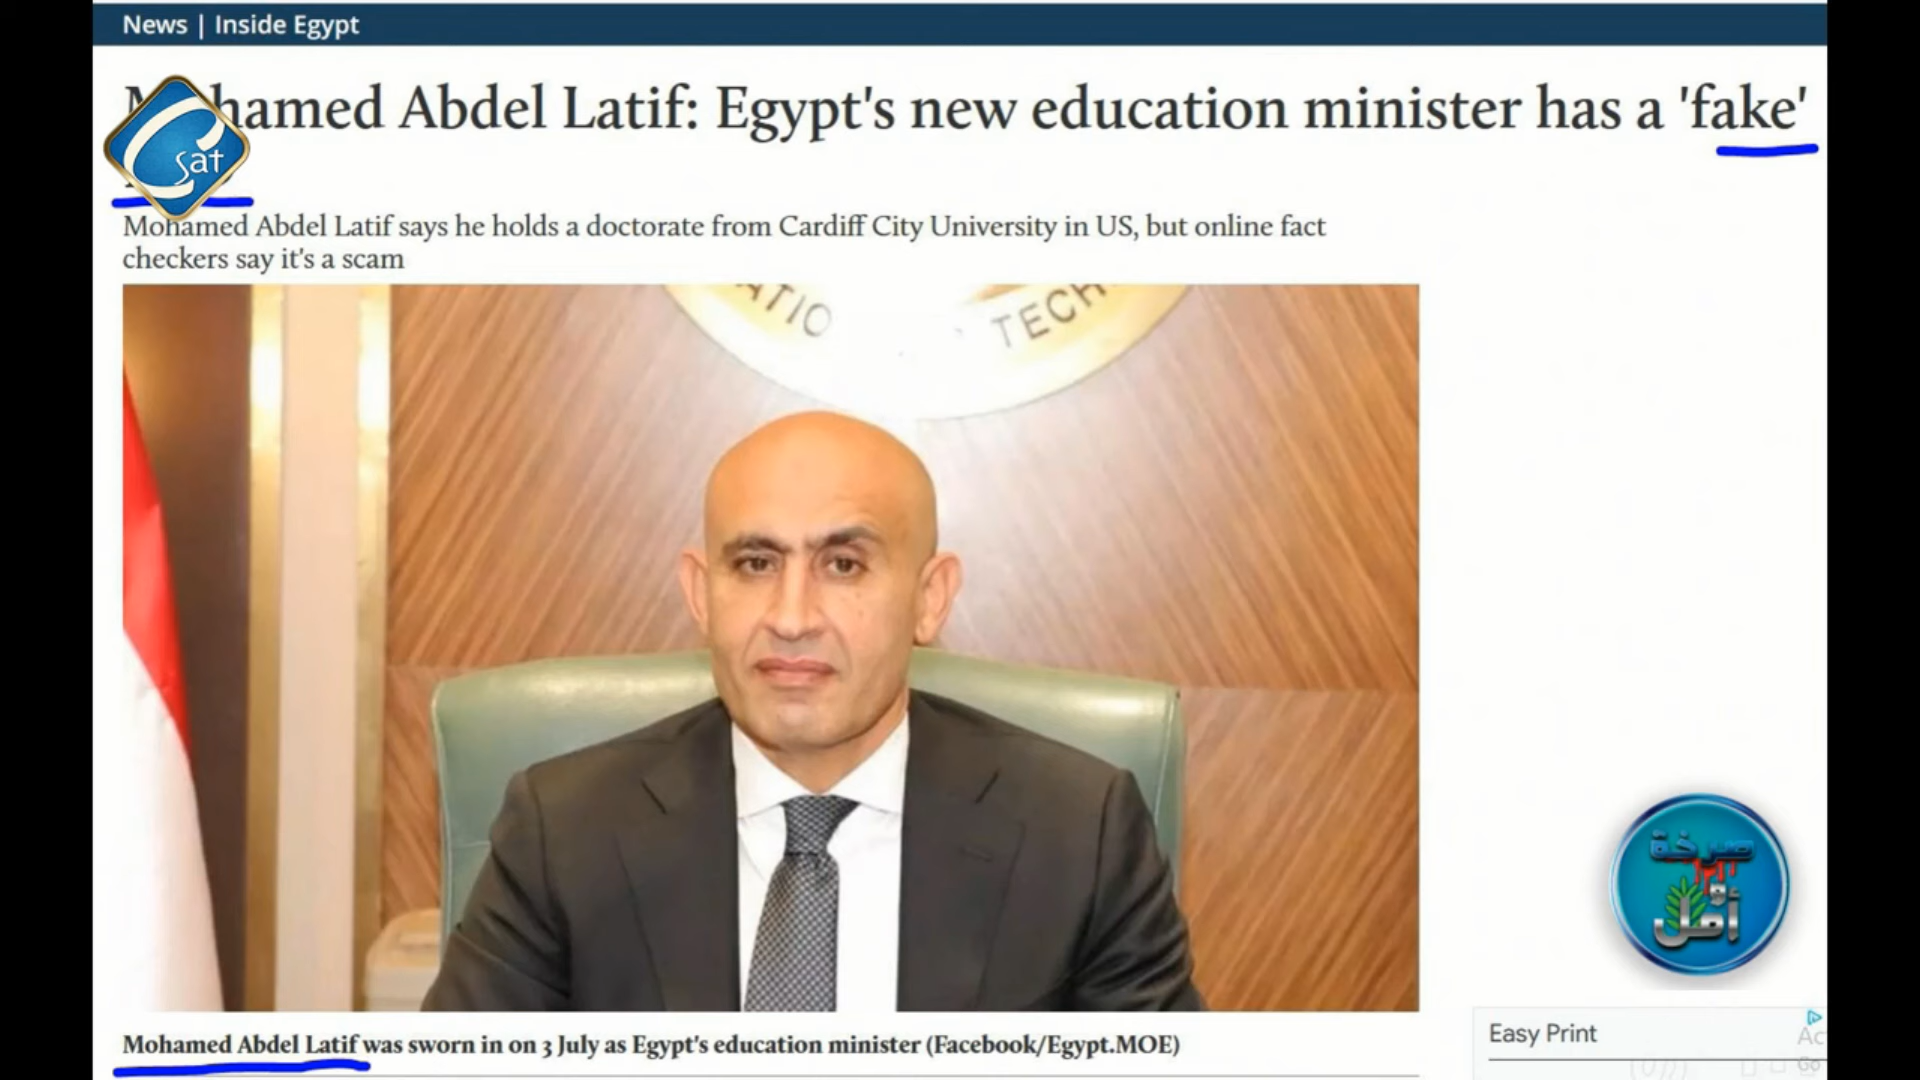 News | Inside Egypt
hamed Abdel Latif: Egypt's new education minister has a 'fake'
C sat
Mohamed Abdel Latif says he holds a doctorate from Cardiff City University in US, but online fact
checkers say it's a scam
TECH
صرخة
و
أمل
Easy Print
Mohamed Abdel Latif was sworn in on 3 July as Egypt's education minister (Facebook/Egypt.MOE)